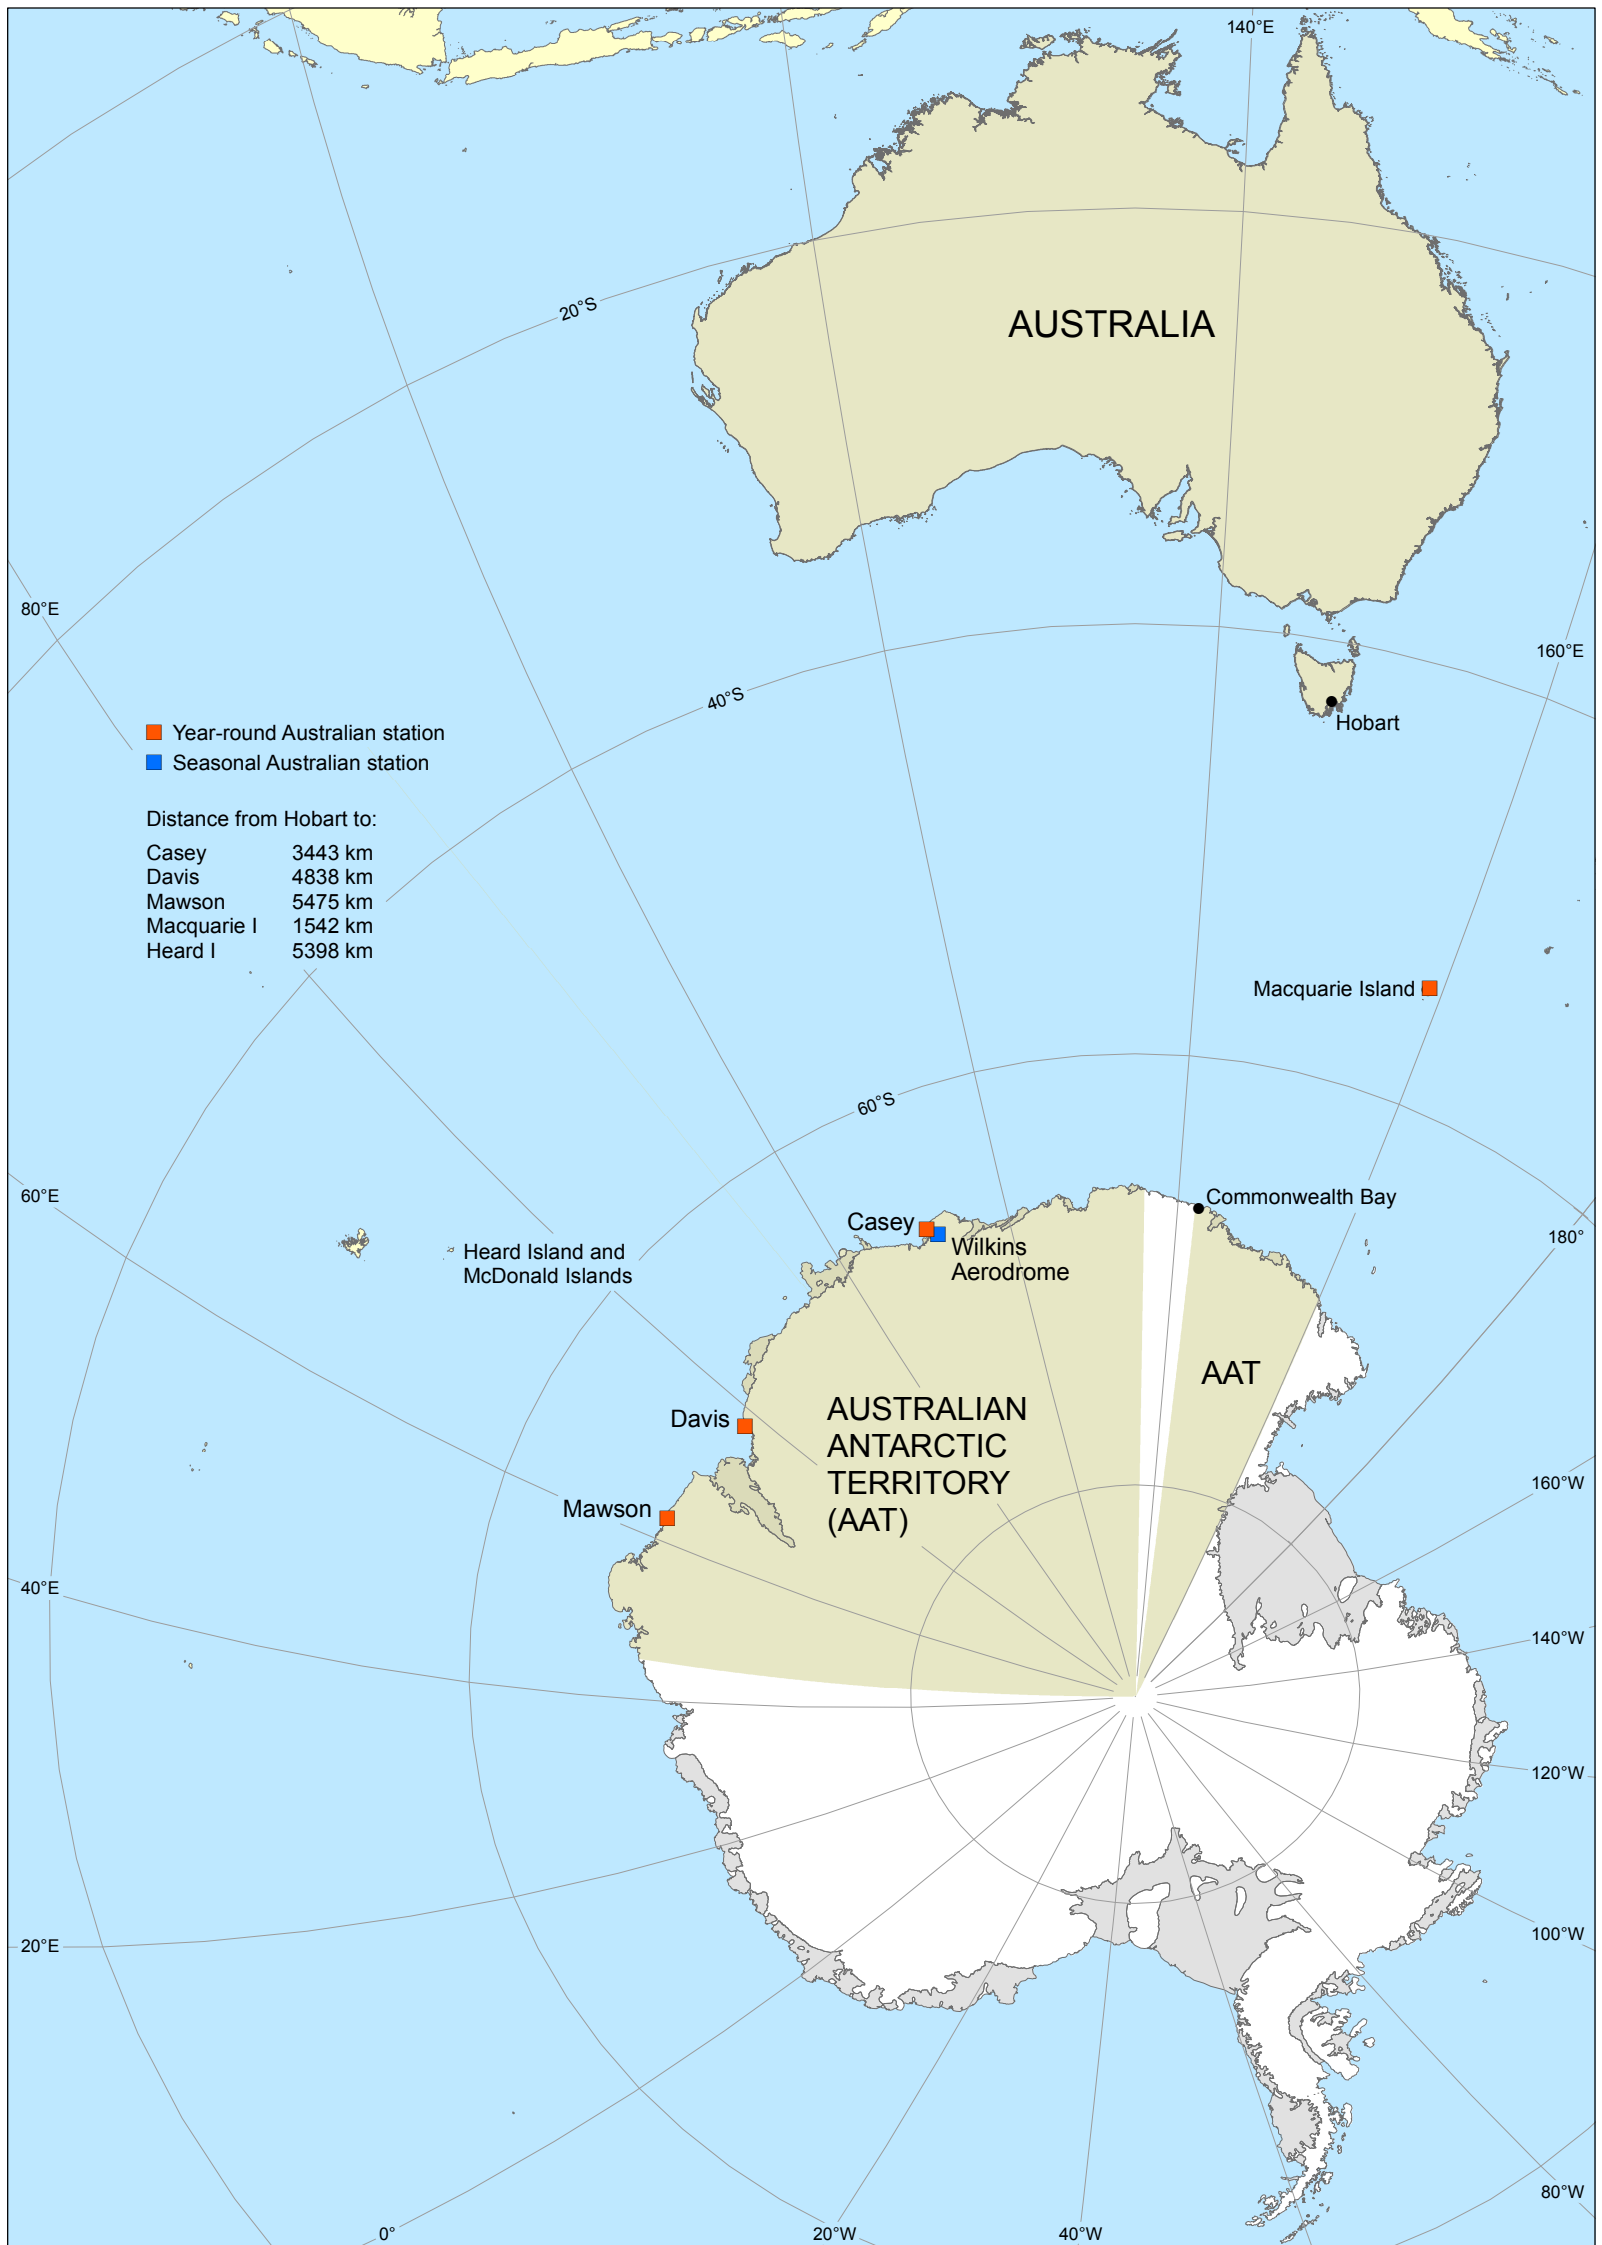 140°E
20°S
AUSTRALIA
80°E
160°E
40°S
Hobart
Year-round Australian station
Seasonal Australian station
Distance from Hobart to:
Casey 3443 km
Davis 4838 km
Mawson 5475 km
Macquarie I 1542 km
Heard I 5398 km
Macquarie Island
60°S
60°E
Commonwealth Bay
Casey
180°
Wilkins
Aerodrome
Heard Island and
McDonald Islands
AAT
Davis
AUSTRALIAN
ANTARCTIC
TERRITORY
(AAT)
160°W
Mawson
40°E
140°W
120°W
100°W
20°E
80°W
0°
20°W
40°W